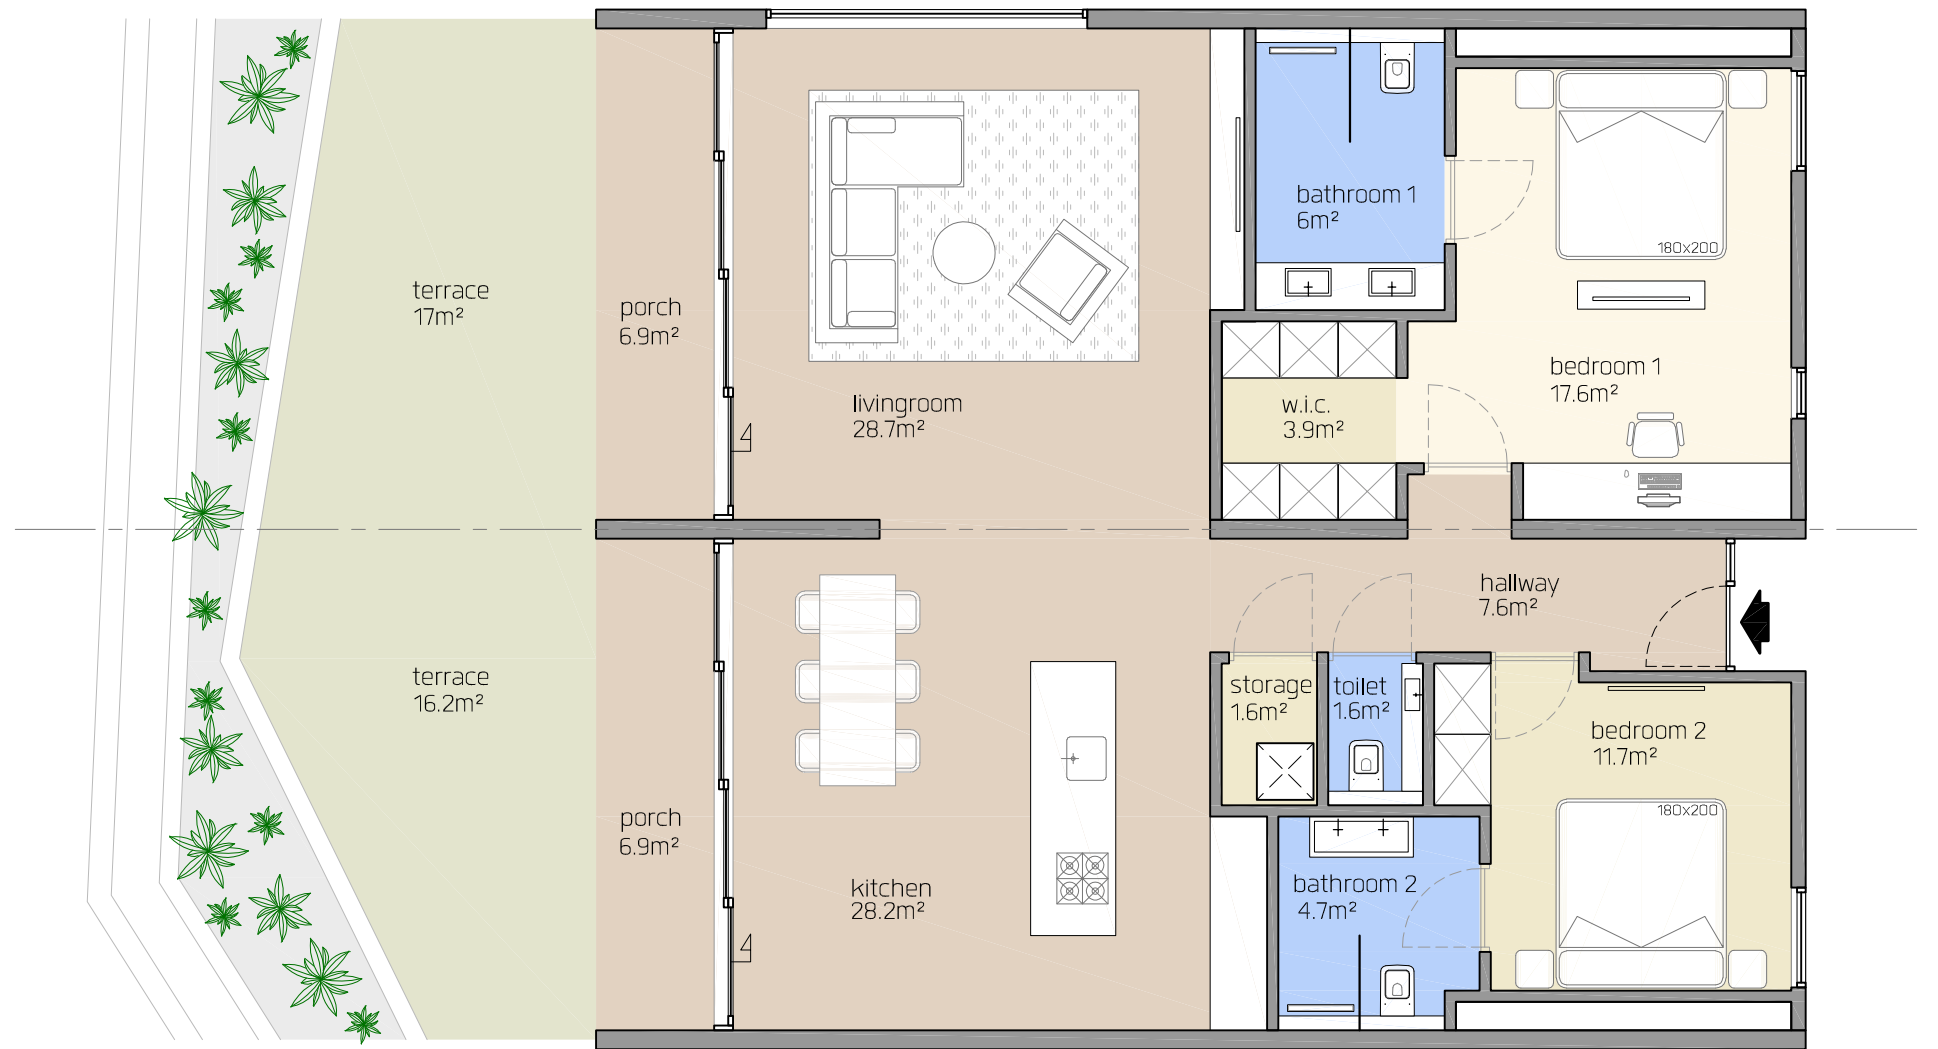 terrace
17m²
porch
6.9m²
livingroom
28.7m²
bathroom 1
6m²
180x200
bedroom 1
17.6m²
w.i.c.
3.9m²
hallway
7.6m²
terrace
16.2m²
porch
6.9m²
kitchen
28.2m²
storage
1.6m²
toilet
1.6m²
bedroom 2
11.7m²
180x200
bathroom 2
4.7m²